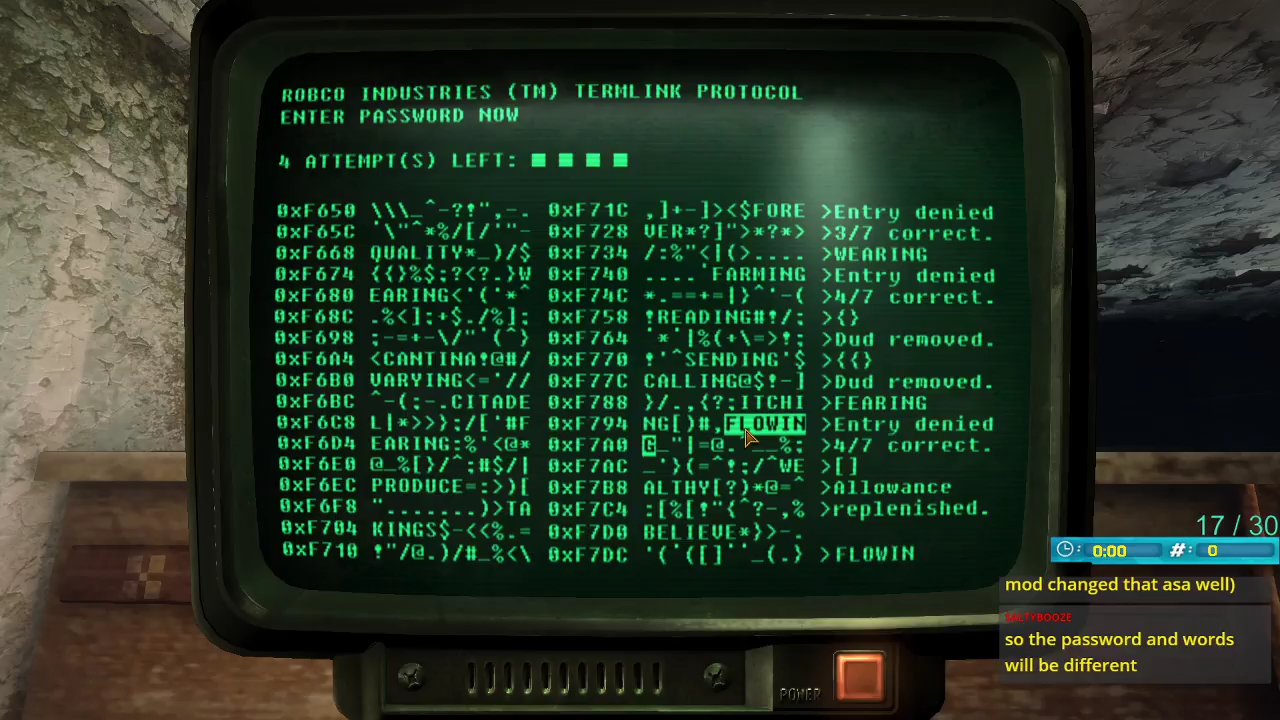 ROBCO INDUSTRIES (TM) TERMLINK PROTOCOL
ENTER PASSWORD NOW
4 ATTEMPT(S) LEFT:
0xF650 \\\_^-?!",-. 0xF71C ,]+-]><$FORE >Entry denied
0xF65C '\"^*%/[/'"- 0xF728 VER*?]">*?*> >3/7 correct.
0xF668 QUALITY*_)/$ 0xF734 /:%"<|(>.... >WEARING
0xF674 {{}%$;?<?.}W 0xF740 ....'FARMING >Entry denied
0xF680 EARING<'('*^ 0xF74C *.==+=|}^'-( >4/7 correct.
0xF68C .%<];+$./%]; 0xF758 !READING#!/; >{}
0xF698 ;-=+-\/"'(^) 0xF764 '*'|%(+\=>!; >Dud removed.
0xF6A4 <CANTINA!@#/ 0xF770 !'^SENDING'$ >{{}
0xF6B0 VARYING<='// 0xF77C CALLING@$!-] >Dud removed.
0xF6BC ^-(;-.CITADE 0xF788 }/.,{?;ITCHI >FEARING
0xF6C8 L|*>>};/['#F 0xF794 NG[)#,FLOWIN >Entry denied
0xF6D4 EARING:%'<@* 0xF7A0 G_"|=@.'__%; >4/7 correct.
0xF6E0 @_%[}/^:#$/| 0xF7AC _'}(=^!;/^WE >[]
0xF6EC PRODUCE=:>)[ 0xF7B8 ALTHY[?)*@=^ >Allowance
0xF6F8 ".......)>TA 0xF7C4 :[%[!"{^?-,% >replenished.
0xF704 KINGS$-<<%.= 0xF7D0 BELIEVE*}>-.
0xF710 !"/@.)/#_%<\ 0xF7DC '('([]''_(.} >FLOWIN
POWER
17 / 30
: 0:00 #: 0
mod changed that asa well)
SALTYBOOZE
so the password and words
will be different